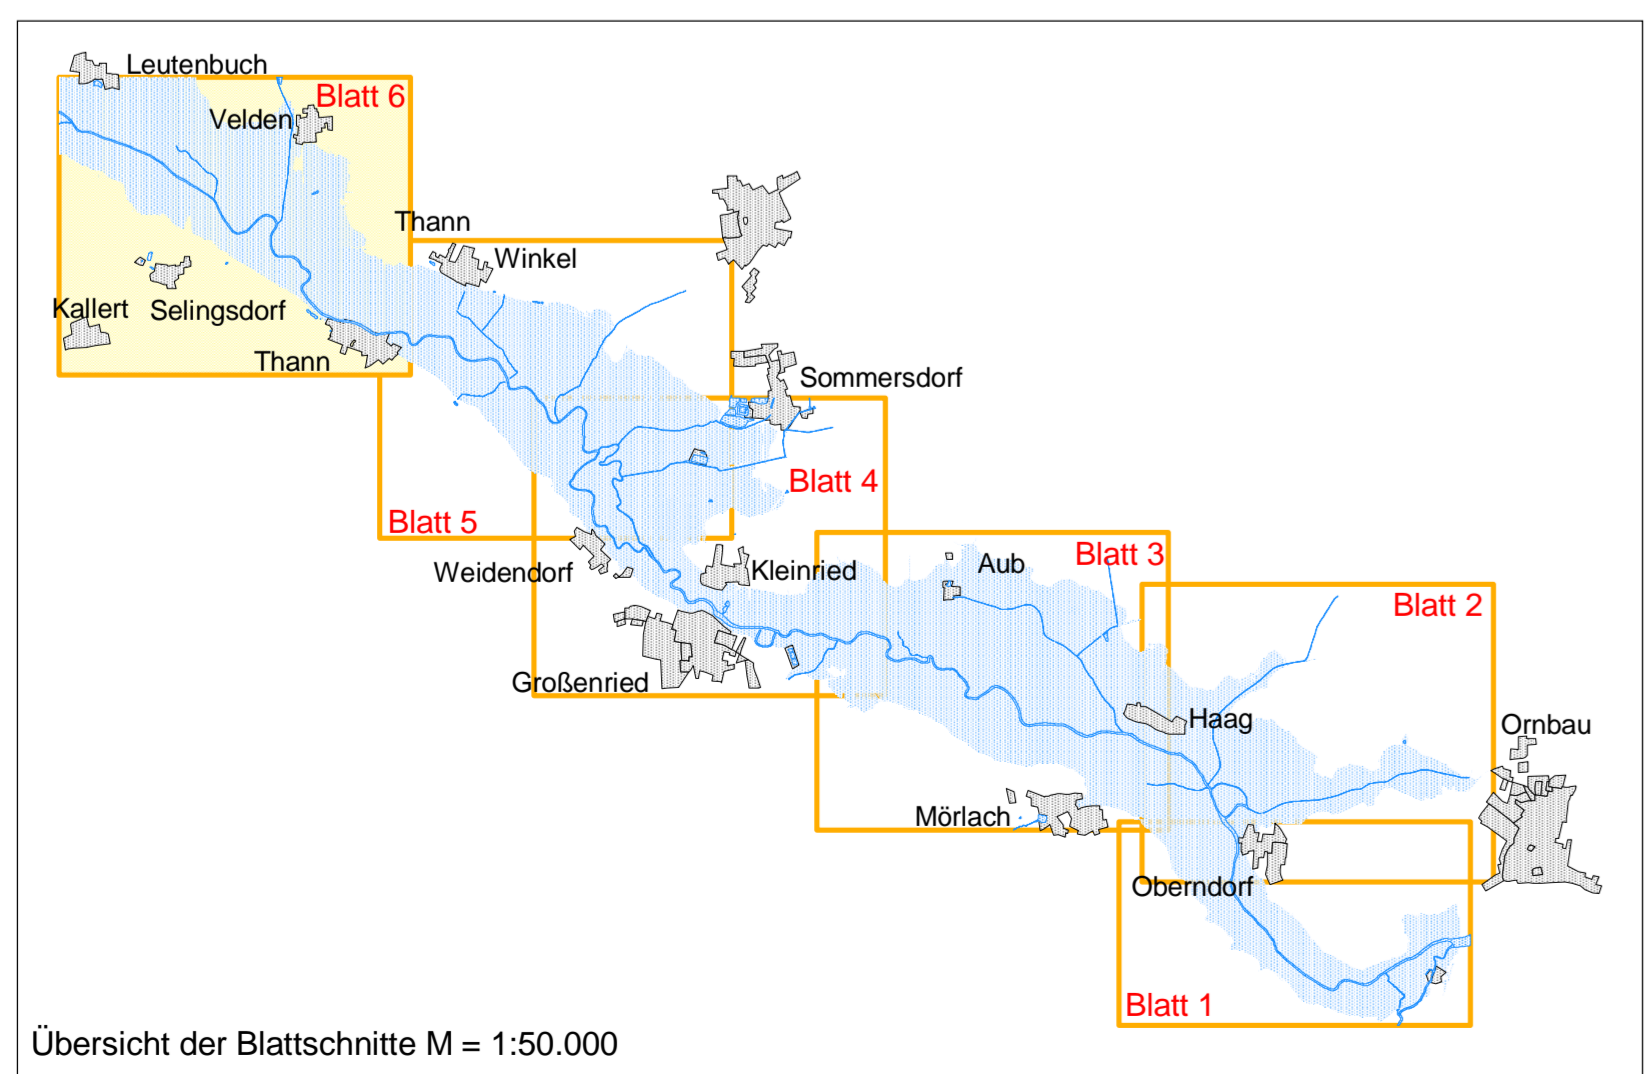 Leutenbuch
Blatt 6
Velden
Thann
Winkel
Kallert
Selingsdorf
Thann
Sommersdorf
Blatt 4
Blatt 5
Weidendorf
Kleinried
Aub
Blatt 3
Blatt 2
Großenried
Haag
Ornbau
Mörlach
Oberndorf
Blatt 1
Übersicht der Blattschnitte M = 1:50.000